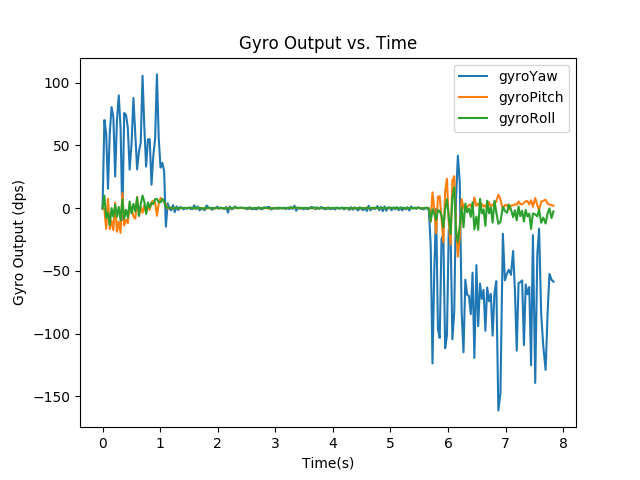 Gyro Output vs. Time
gyroYaw
gyroPitch
gyroRoll
100
50
0
−50
−100
−150
Gyro Output (dps)
0 1 2 3 4 5 6 7 8
Time(s)